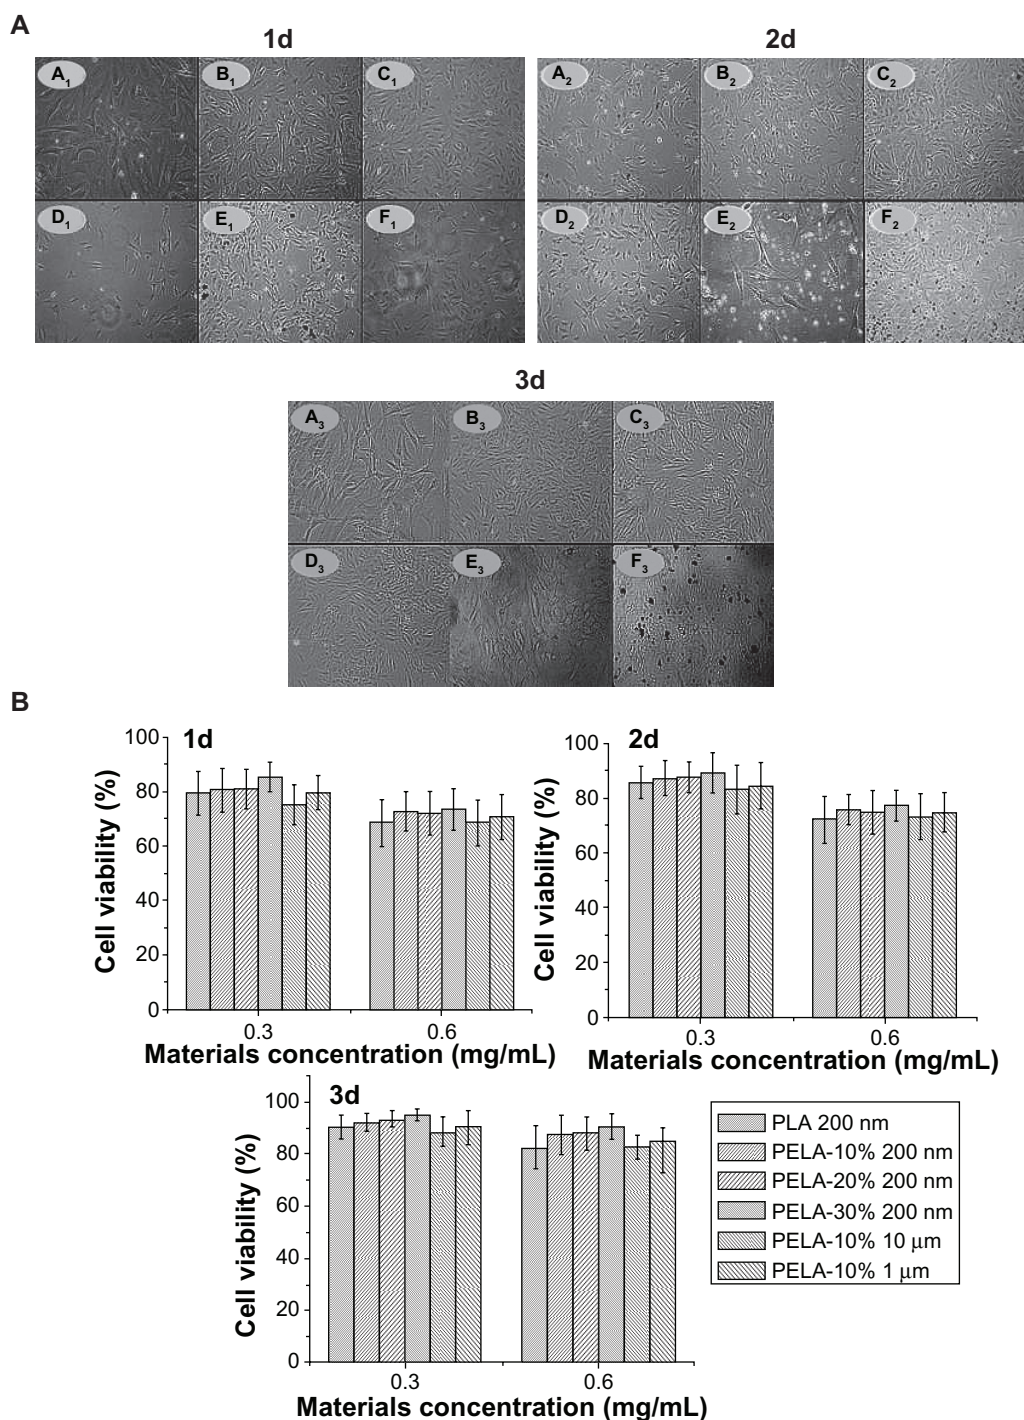 A
1d
2d
A1
B1
C1
A2
B2
C2
D1
E1
F1
D2
E2
F2
3d
A3
B3
C3
D3
E3
F3
B
1d
100
80
60
40
20
0
Cell viability (%)
0.3
0.6
Materials concentration (mg/mL)
2d
100
80
60
40
20
0
Cell viability (%)
0.3
0.6
Materials concentration (mg/mL)
3d
100
80
60
40
20
0
Cell viability (%)
0.3
0.6
Materials concentration (mg/mL)
PLA 200 nm
PELA-10% 200 nm
PELA-20% 200 nm
PELA-30% 200 nm
PELA-10% 10 μm
PELA-10% 1 μm